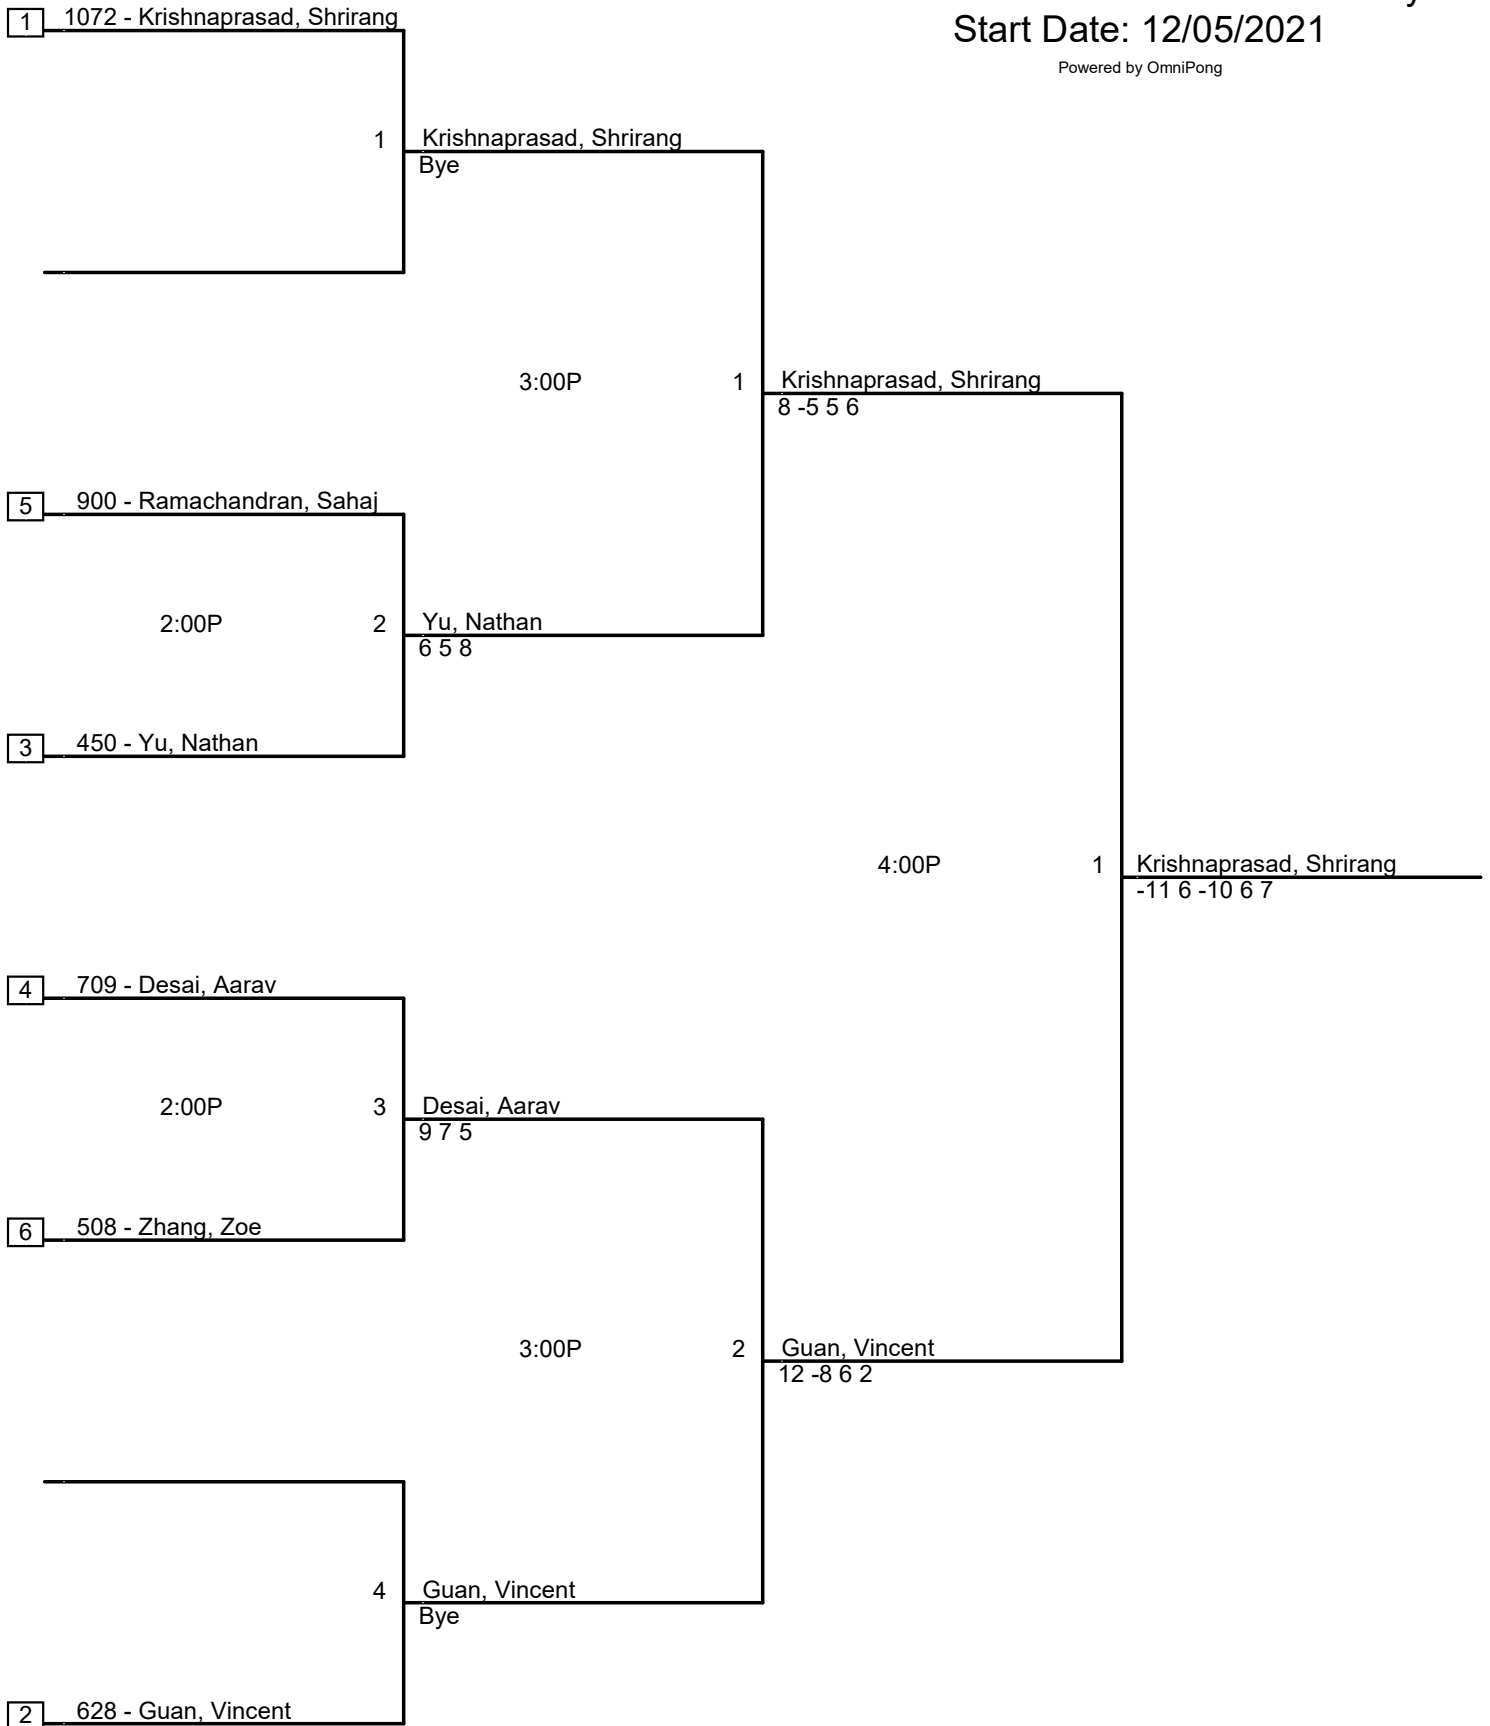 Start Date: 12/05/2021
Powered by OmniPong
1 1072 - Krishnaprasad, Shrirang
1 Krishnaprasad, Shrirang
Bye
3:00P 1 Krishnaprasad, Shrirang
8 -5 5 6
5 900 - Ramachandran, Sahaj
2:00P 2 Yu, Nathan
6 5 8
3 450 - Yu, Nathan
4:00P 1 Krishnaprasad, Shrirang
-11 6 -10 6 7
4 709 - Desai, Aarav
2:00P 3 Desai, Aarav
9 7 5
6 508 - Zhang, Zoe
3:00P 2 Guan, Vincent
12 -8 6 2
4 Guan, Vincent
Bye
2 628 - Guan, Vincent